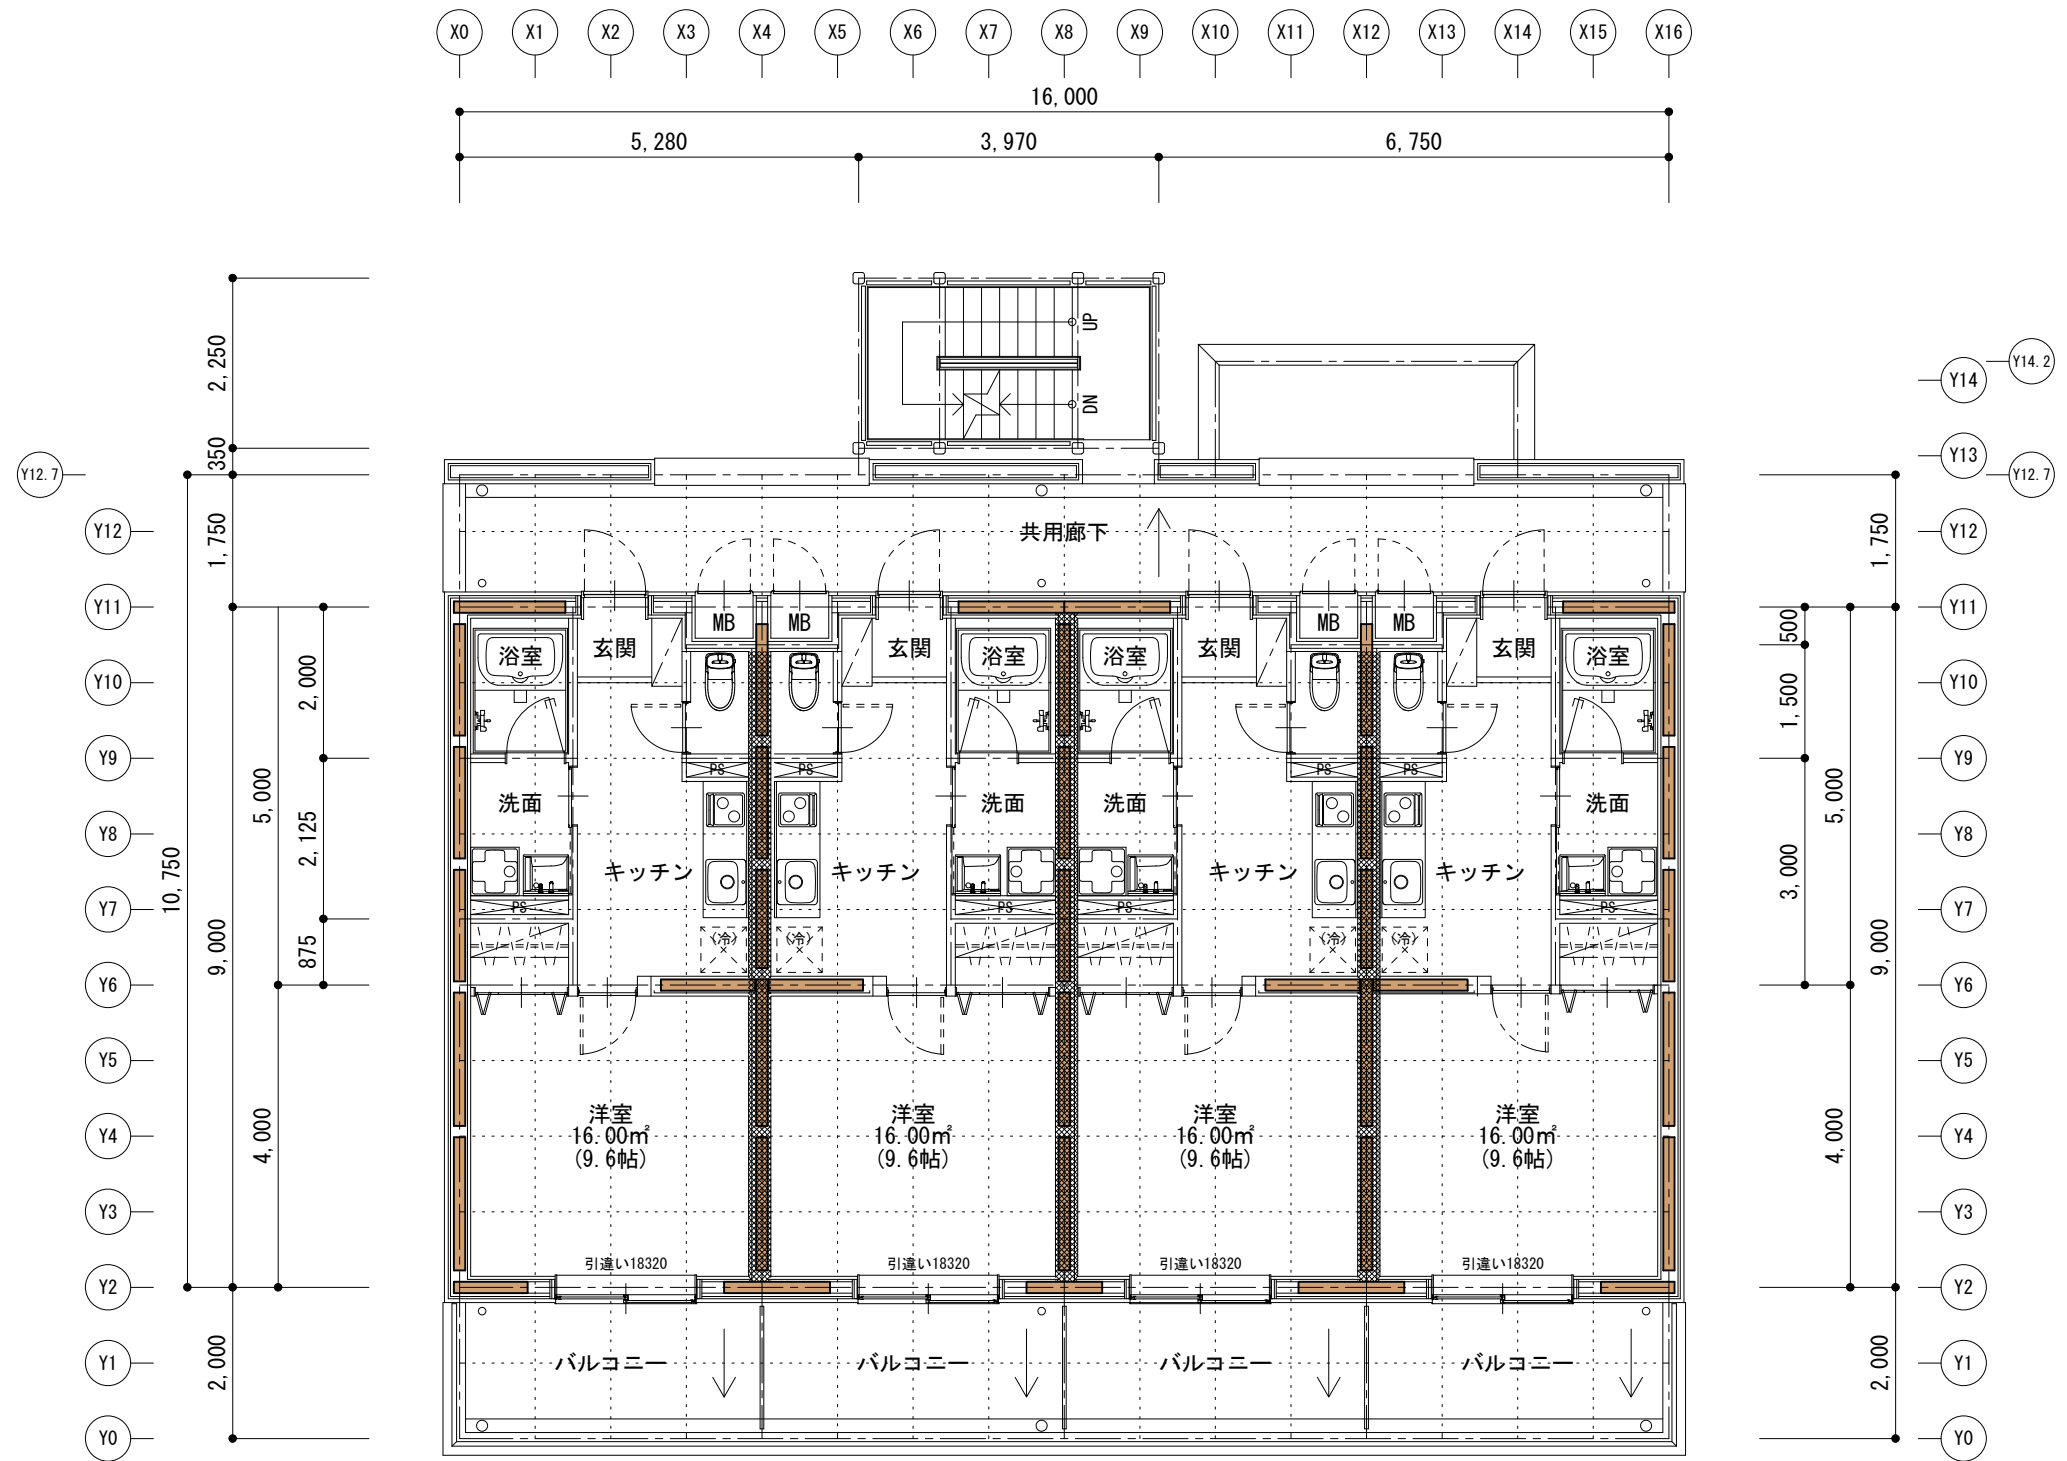 X0 X1 X2 X3 X4 X5 X6 X7 X8 X9 X10 X11 X12 X13 X14 X15 X16
16,000
5,280 3,970 6,750
2,250
350
1,750
10,750
9,000
2,000
5,000
4,000
2,000
2,125
875
Y12.7
Y12
Y11
Y10
Y9
Y8
Y7
Y6
Y5
Y4
Y3
Y2
Y1
Y0
UP
DN
共用廊下
MB MB MB MB
浴室 玄関 玄関 浴室 浴室 玄関 玄関 浴室
PS PS PS PS
洗面 洗面 洗面 洗面
キッチン キッチン キッチン キッチン
PS PS PS PS
(冷) (冷) (冷) (冷)
洋室 洋室 洋室 洋室
16.00㎡ 16.00㎡ 16.00㎡ 16.00㎡
(9.6帖) (9.6帖) (9.6帖) (9.6帖)
引違い18320 引違い18320 引違い18320 引違い18320
バルコニー バルコニー バルコニー バルコニー
500
1,500
3,000
5,000
4,000
1,750
9,000
2,000
Y14.2
Y14
Y13
Y12.7
Y12
Y11
Y10
Y9
Y8
Y7
Y6
Y5
Y4
Y3
Y2
Y1
Y0